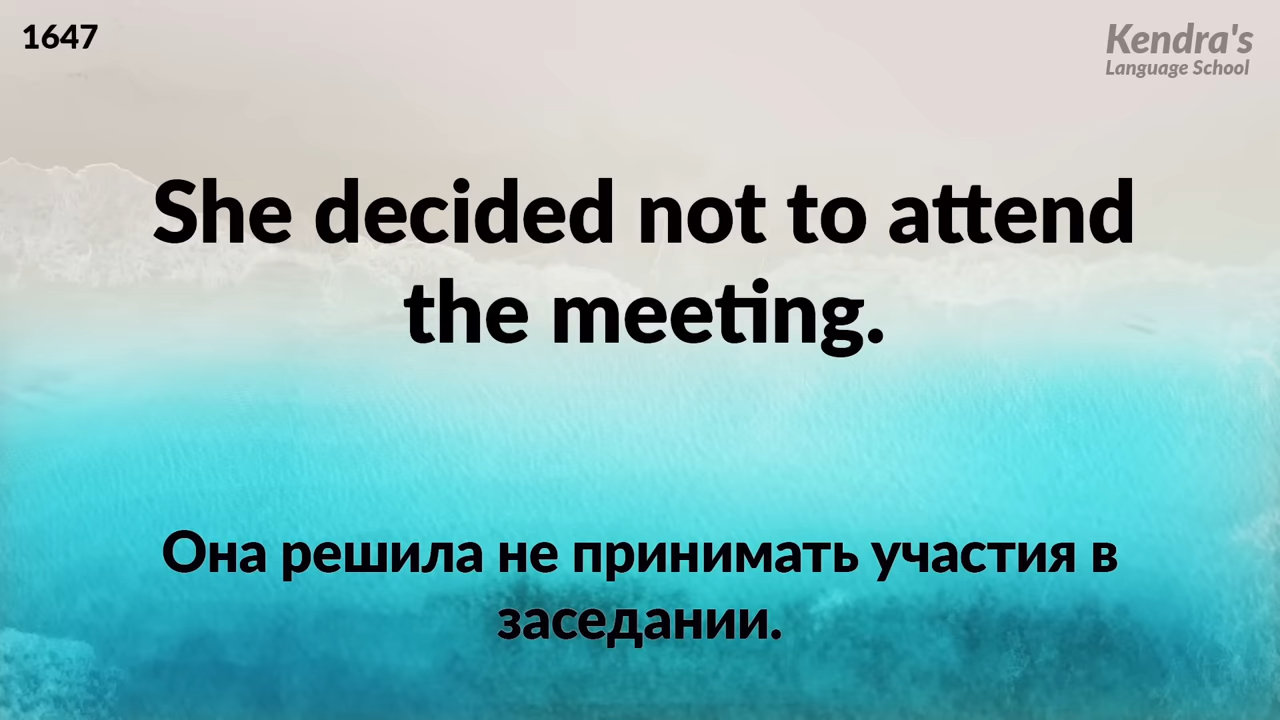 1647
Kendra's
Language School
She decided not to attend
the meeting.
Она решила не принимать участия в
заседании.